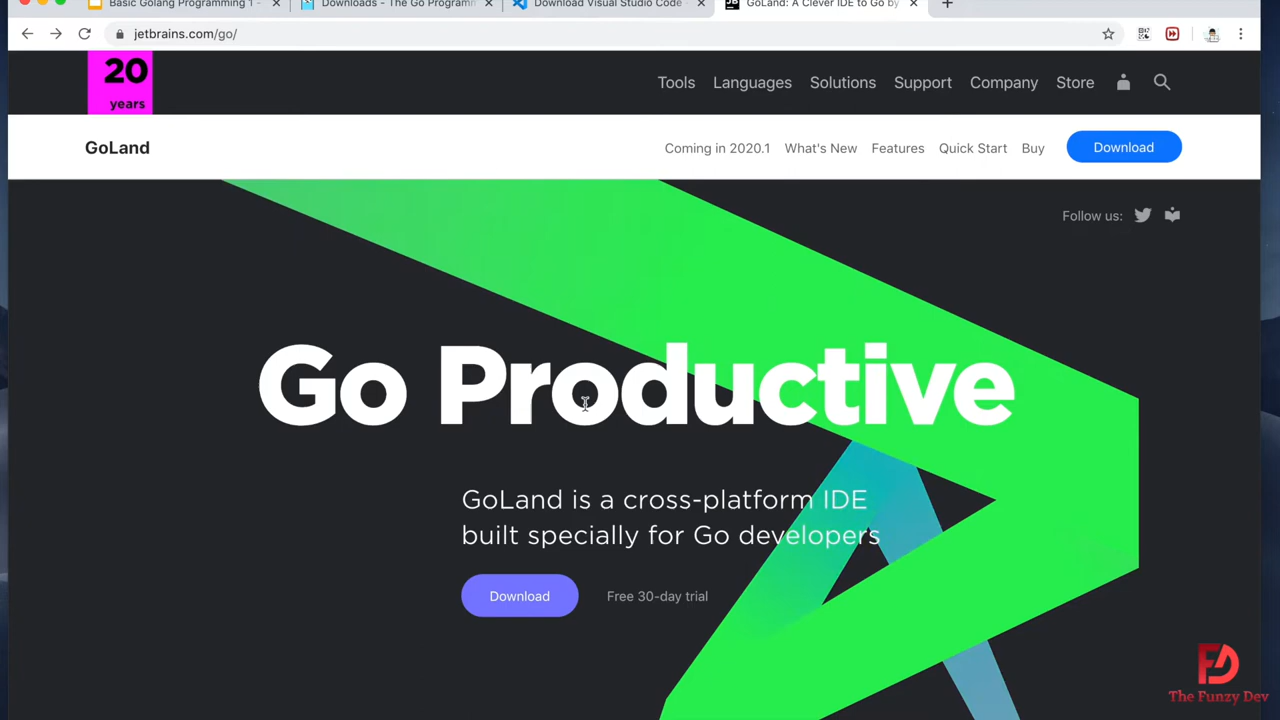 Basic Golang Programming 1 -
Downloads - The Go Programm
Download Visual Studio Code -
GoLand: A Clever IDE to Go by
jetbrains.com/go/
20
years
Tools Languages Solutions Support Company Store
GoLand
Coming in 2020.1 What's New Features Quick Start Buy Download
Follow us:
Go Productive
GoLand is a cross-platform IDE
built specially for Go developers
Download Free 30-day trial
FD
The Funzy Dev